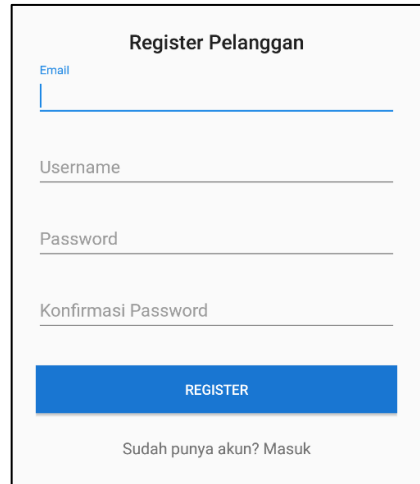 Register Pelanggan
Email
Username
Password
Konfirmasi Password
REGISTER
Sudah punya akun? Masuk